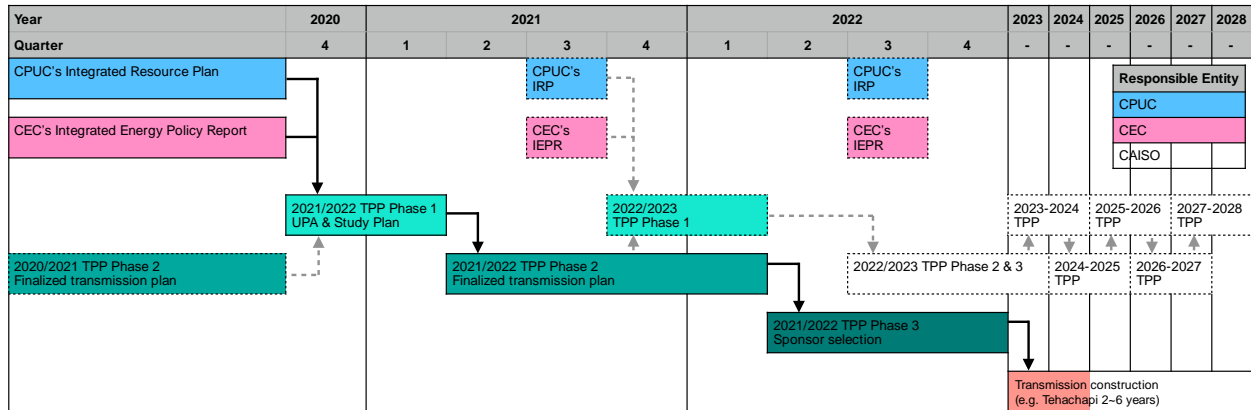 Year 2020 2021 2022 2023 2024 2025 2026 2027 2028
Quarter 4 1 2 3 4 1 2 3 4 - - - - - -
CPUC's Integrated Resource Plan
CPUC's
IRP
CPUC's
IRP
Responsible Entity
CPUC
CEC
CAISO
CEC's Integrated Energy Policy Report
CEC's
IEPR
CEC's
IEPR
2021/2022 TPP Phase 1
UPA & Study Plan
2022/2023
TPP Phase 1
2023-2024
TPP
2025-2026
TPP
2027-2028
TPP
2020/2021 TPP Phase 2
Finalized transmission plan
2021/2022 TPP Phase 2
Finalized transmission plan
2022/2023 TPP Phase 2 & 3
2024-2025
TPP
2026-2027
TPP
2021/2022 TPP Phase 3
Sponsor selection
Transmission construction
(e.g. Tehachapi 2~6 years)